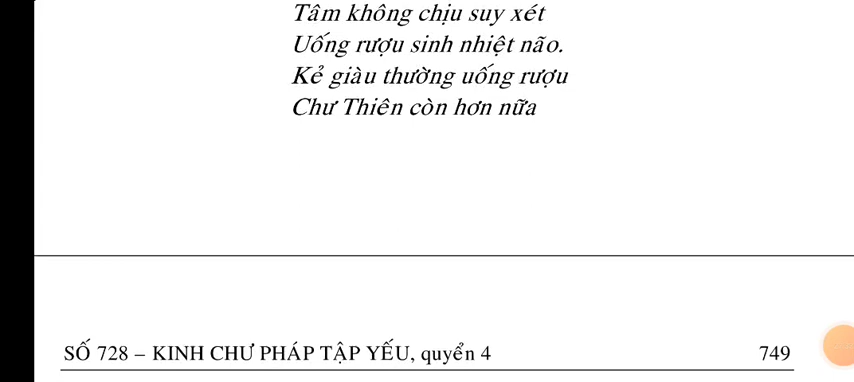 Tâm không chịu suy xét
Uống rượu sinh nhiệt não.
Kẻ giàu thường uống rượu
Chư Thiên còn hơn nữa
SỐ 728 – KINH CHƯ PHÁP TẬP YẾU, quyển 4 749